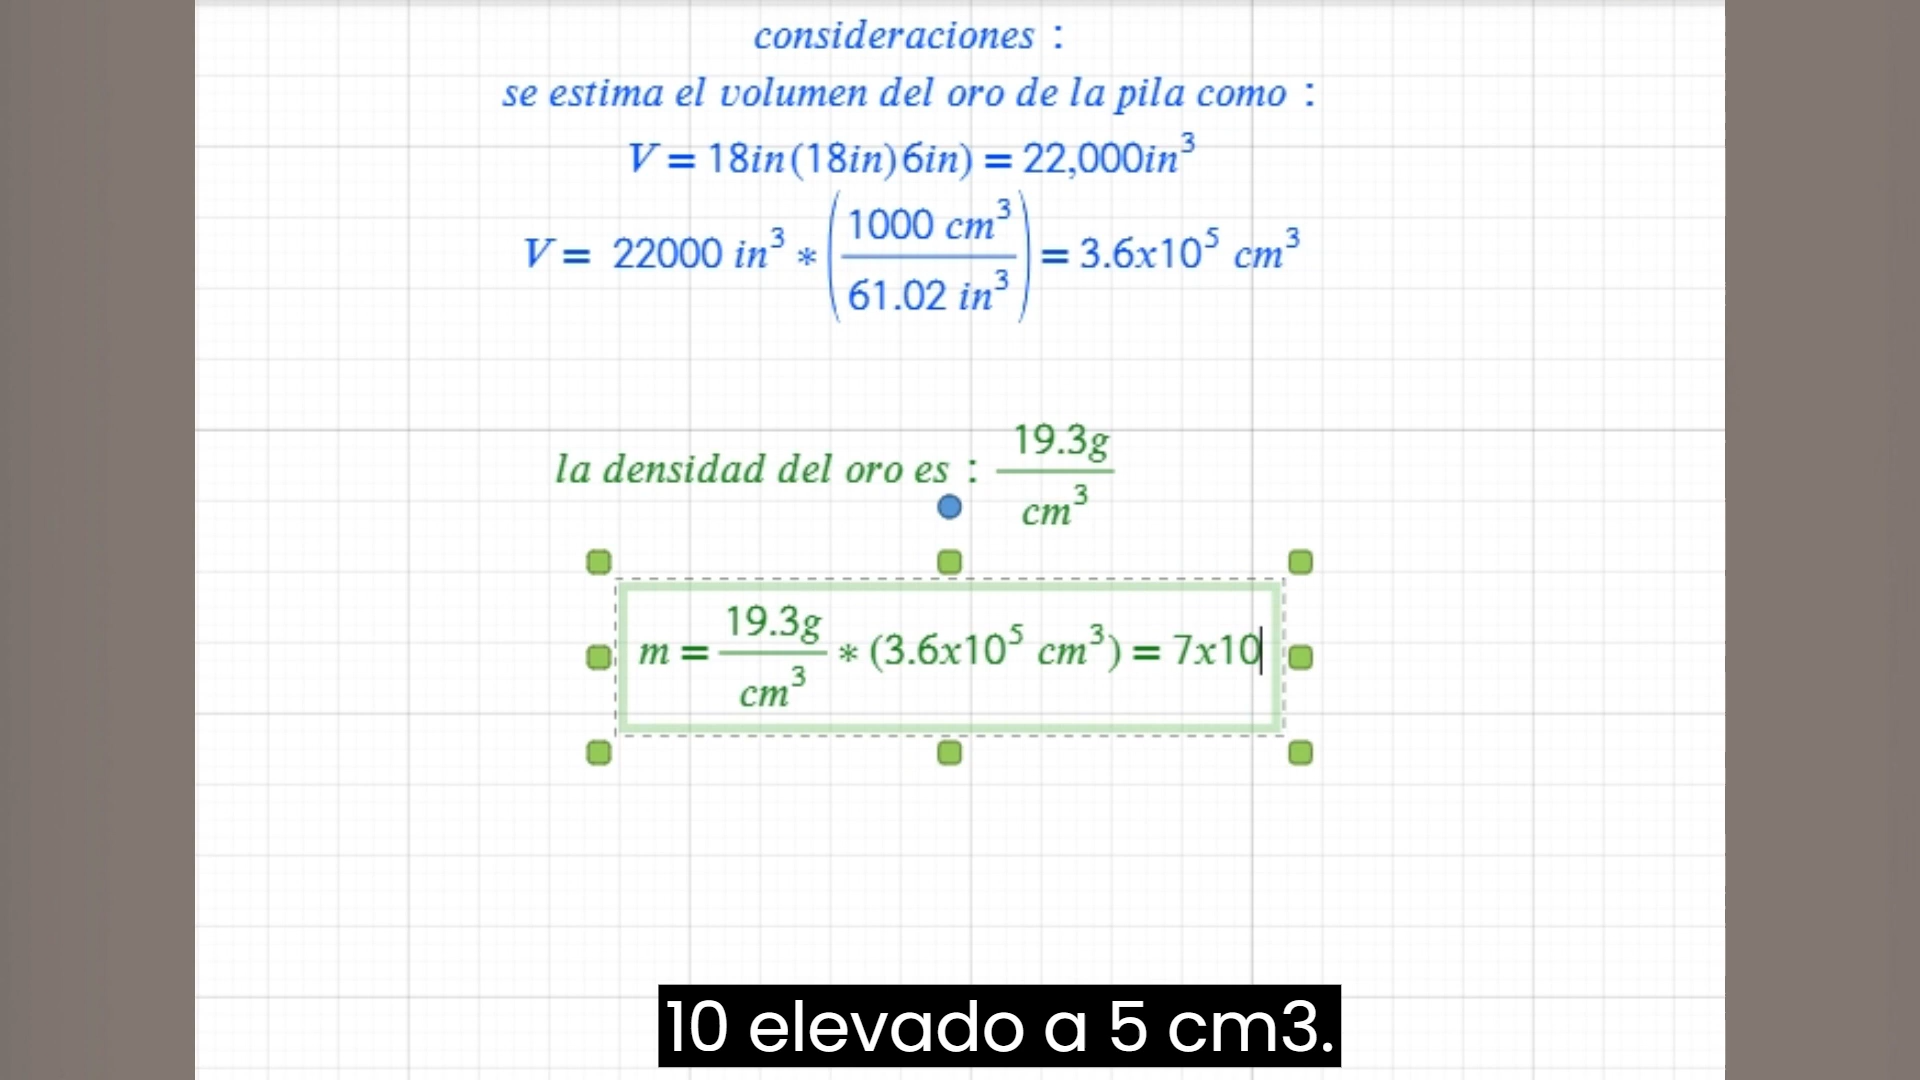 consideraciones :
se estima el volumen del oro de la pila como :
V = 18in(18in)6in) = 22,000in³
V = 22000 in³ * (1000 cm³ / 61.02 in³) = 3.6x10⁵ cm³
la densidad del oro es : 19.3g / cm³
m = 19.3g / cm³ * (3.6x10⁵ cm³) = 7x10
10 elevado a 5 cm3.